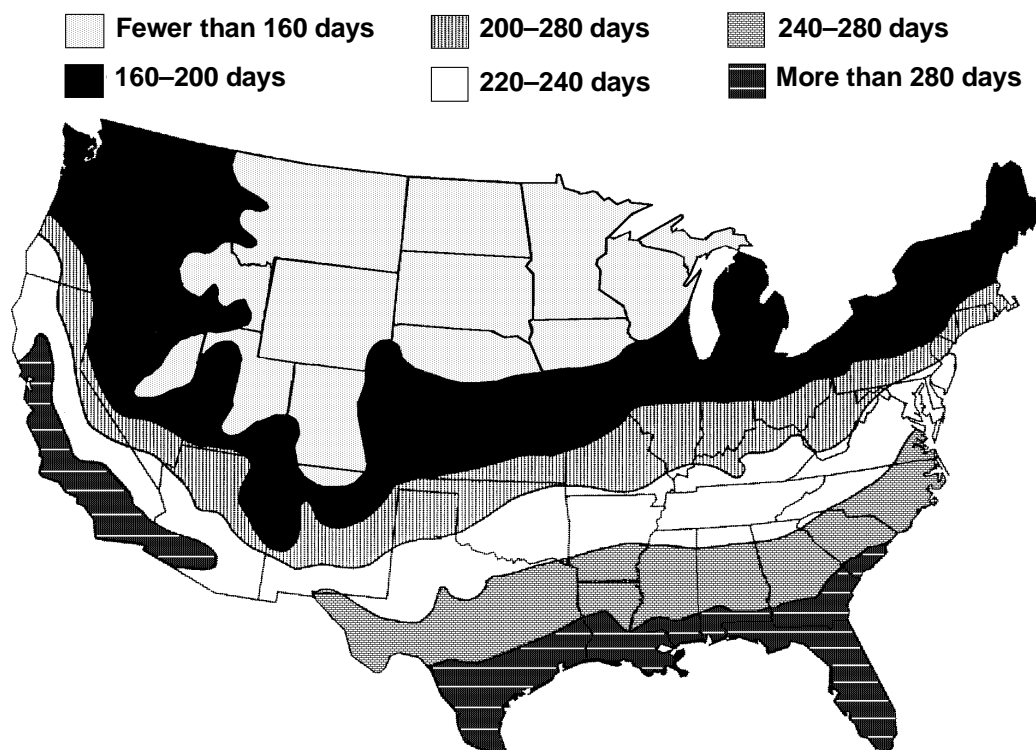 Fewer than 160 days
200–280 days
240–280 days
160–200 days
220–240 days
More than 280 days